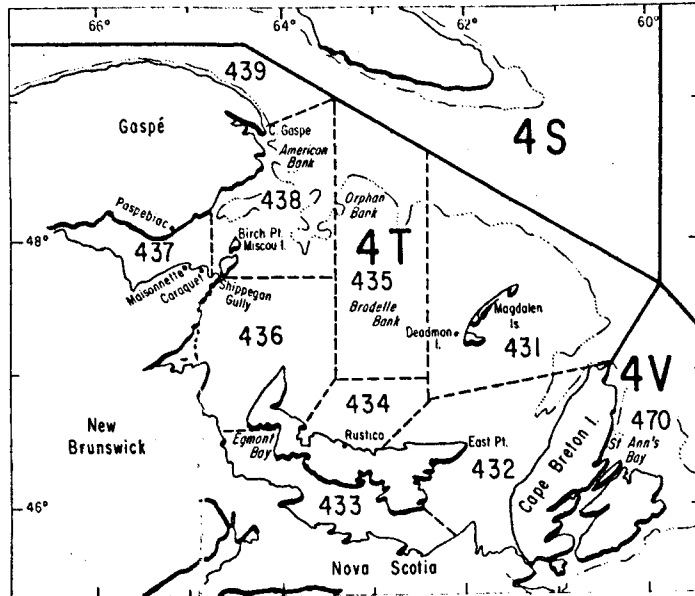 66° 64 62° 60°
439
4S
Gaspé
C. Gaspe
American
Bank
Orphan
Bank
438
Paspebiac
48°
437
Birch Pt.
Miscou I.
4T
435
Maisonnette
Caraquet
Shippegan
Gully
Bradelle
Bank
Magdalen
Is.
Deadman
I.
431
436
4V
470
434
New
Brunswick
Egmont
Bay
Rustico
East Pt.
432
Cape Breton I.
St Ann's
Bay
46°
433
Nova Scotia